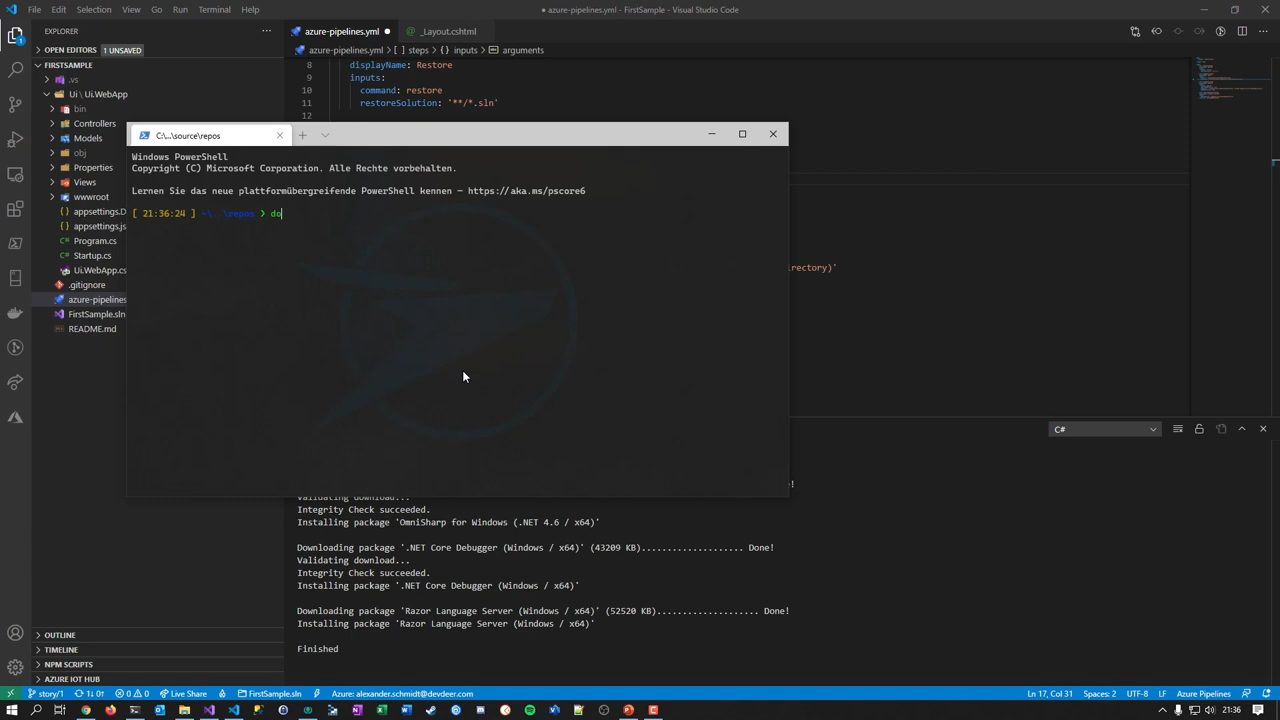 File Edit Selection View Go Run Terminal Help
● azure-pipelines.yml - FirstSample - Visual Studio Code
EXPLORER
azure-pipelines.yml
_Layout.cshtml
OPEN EDITORS 1 UNSAVED
azure-pipelines.yml > [ ] steps > {} inputs > arguments
FIRSTSAMPLE
.vs
Ui \ Ui.WebApp
bin
Controllers
Models
obj
Properties
Views
wwwroot
{} appsettings.D
{} appsettings.js
C# Program.cs
C# Startup.cs
Ui.WebApp.cs
.gitignore
azure-pipelines
FirstSample.sln
README.md
8 displayName: Restore
9 inputs:
10 command: restore
11 restoreSolution: '**/*.sln'
12
rectory)'
C:\...\source\repos
Windows PowerShell
Copyright (C) Microsoft Corporation. Alle Rechte vorbehalten.
Lernen Sie das neue plattformübergreifende PowerShell kennen – https://aka.ms/pscore6
[ 21:36:24 ] ~\..\repos ❯ do
C#
!
Validating download...
Integrity Check succeeded.
Installing package 'OmniSharp for Windows (.NET 4.6 / x64)'
Downloading package '.NET Core Debugger (Windows / x64)' (43209 KB).................... Done!
Validating download...
Integrity Check succeeded.
Installing package '.NET Core Debugger (Windows / x64)'
Downloading package 'Razor Language Server (Windows / x64)' (52520 KB).................... Done!
Installing package 'Razor Language Server (Windows / x64)'
Finished
OUTLINE
TIMELINE
NPM SCRIPTS
AZURE IOT HUB
story/1 1↓ 0↑ 0 0 Live Share FirstSample.sln Azure: alexander.schmidt@devdeer.com Ln 17, Col 31 Spaces: 2 UTF-8 LF Azure Pipelines
21:36